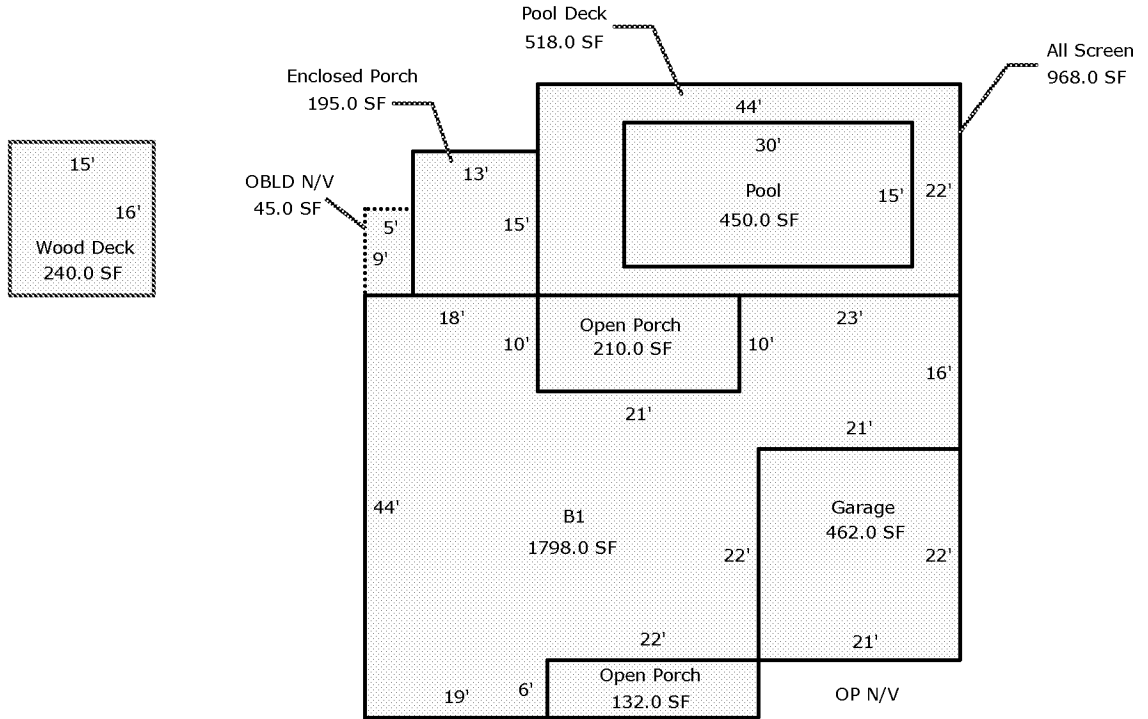 Pool Deck
518.0 SF
All Screen
968.0 SF
Enclosed Porch
195.0 SF
44'
30'
15'
13'
OBLD N/V
45.0 SF
Pool
450.0 SF
15'
22'
16'
5'
15'
Wood Deck
240.0 SF
9'
18'
10'
Open Porch
210.0 SF
10'
23'
16'
21'
21'
44'
B1
1798.0 SF
22'
Garage
462.0 SF
22'
22'
21'
19'
6'
Open Porch
132.0 SF
OP N/V